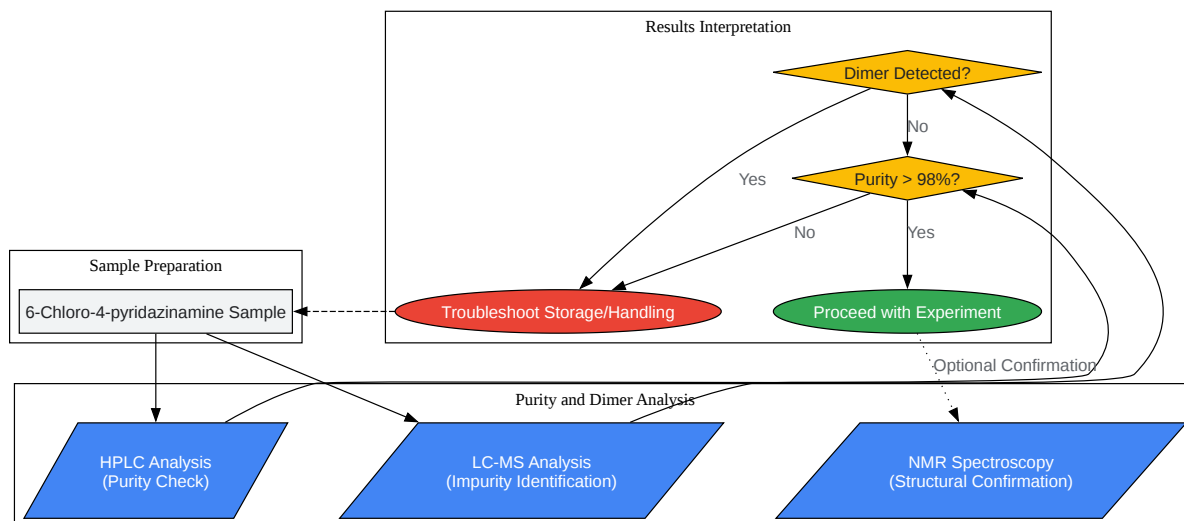 Results Interpretation
Dimer Detected?
No
Yes
Purity > 98%?
No
Yes
Sample Preparation
6-Chloro-4-pyridazinamine Sample
Troubleshoot Storage/Handling
Proceed with Experiment
Optional Confirmation
Purity and Dimer Analysis
HPLC Analysis
(Purity Check)
LC-MS Analysis
(Impurity Identification)
NMR Spectroscopy
(Structural Confirmation)